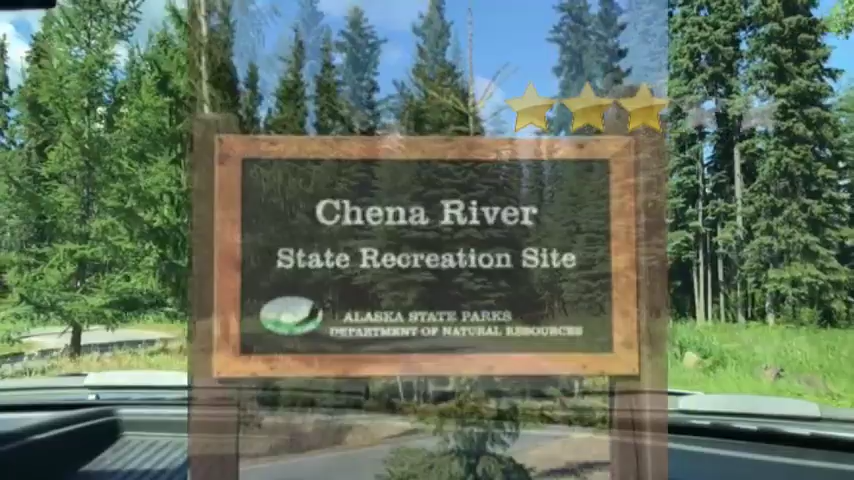 Chena River
State Recreation Site
ALASKA STATE PARKS
DEPARTMENT OF NATURAL RESOURCES